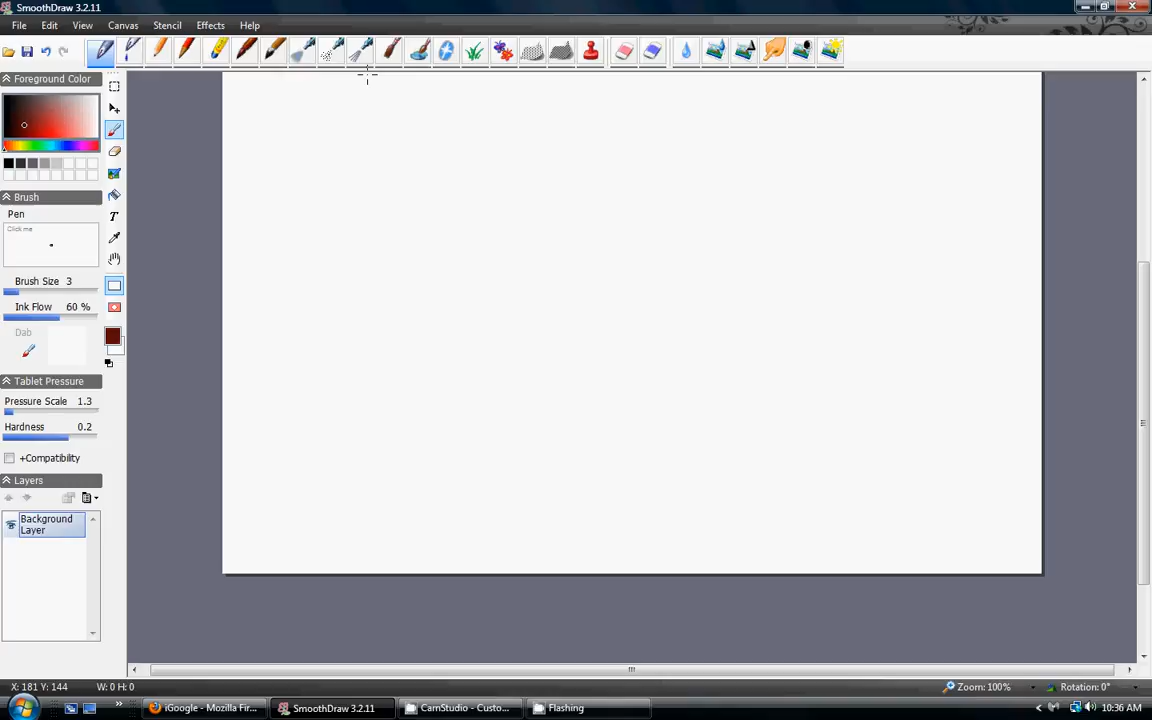 SmoothDraw 3.2.11
File Edit View Canvas Stencil Effects Help
Foreground Color
Brush
Pen
Click me
Brush Size 3
Ink Flow 60 %
Dab
Tablet Pressure
Pressure Scale 1.3
Hardness 0.2
+Compatibility
Layers
Background
Layer
T
X: 181 Y: 144 W: 0 H: 0 Zoom: 100% Rotation: 0°
iGoogle - Mozilla Fir... SmoothDraw 3.2.11 CamStudio - Custo... Flashing 10:36 AM